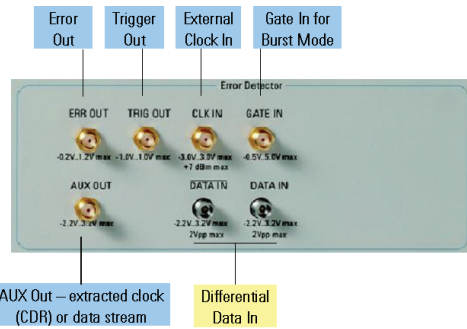 Error Out
Trigger Out
External Clock In
Gate In for Burst Mode
Error Detector
ERR OUT
TRIG OUT
CLK IN
GATE IN
-0.2V..1.2V max
-1.0V..1.0V max
-3.0V..3.0V max
+7 dBm max
-0.5V..5.0V max
AUX OUT
DATA IN
DATA IN
-2.2V..3.2V max
-2.2V..3.2V max
2Vpp max
-2.2V..3.2V max
2Vpp max
AUX Out – extracted clock
(CDR) or data stream
Differential
Data In